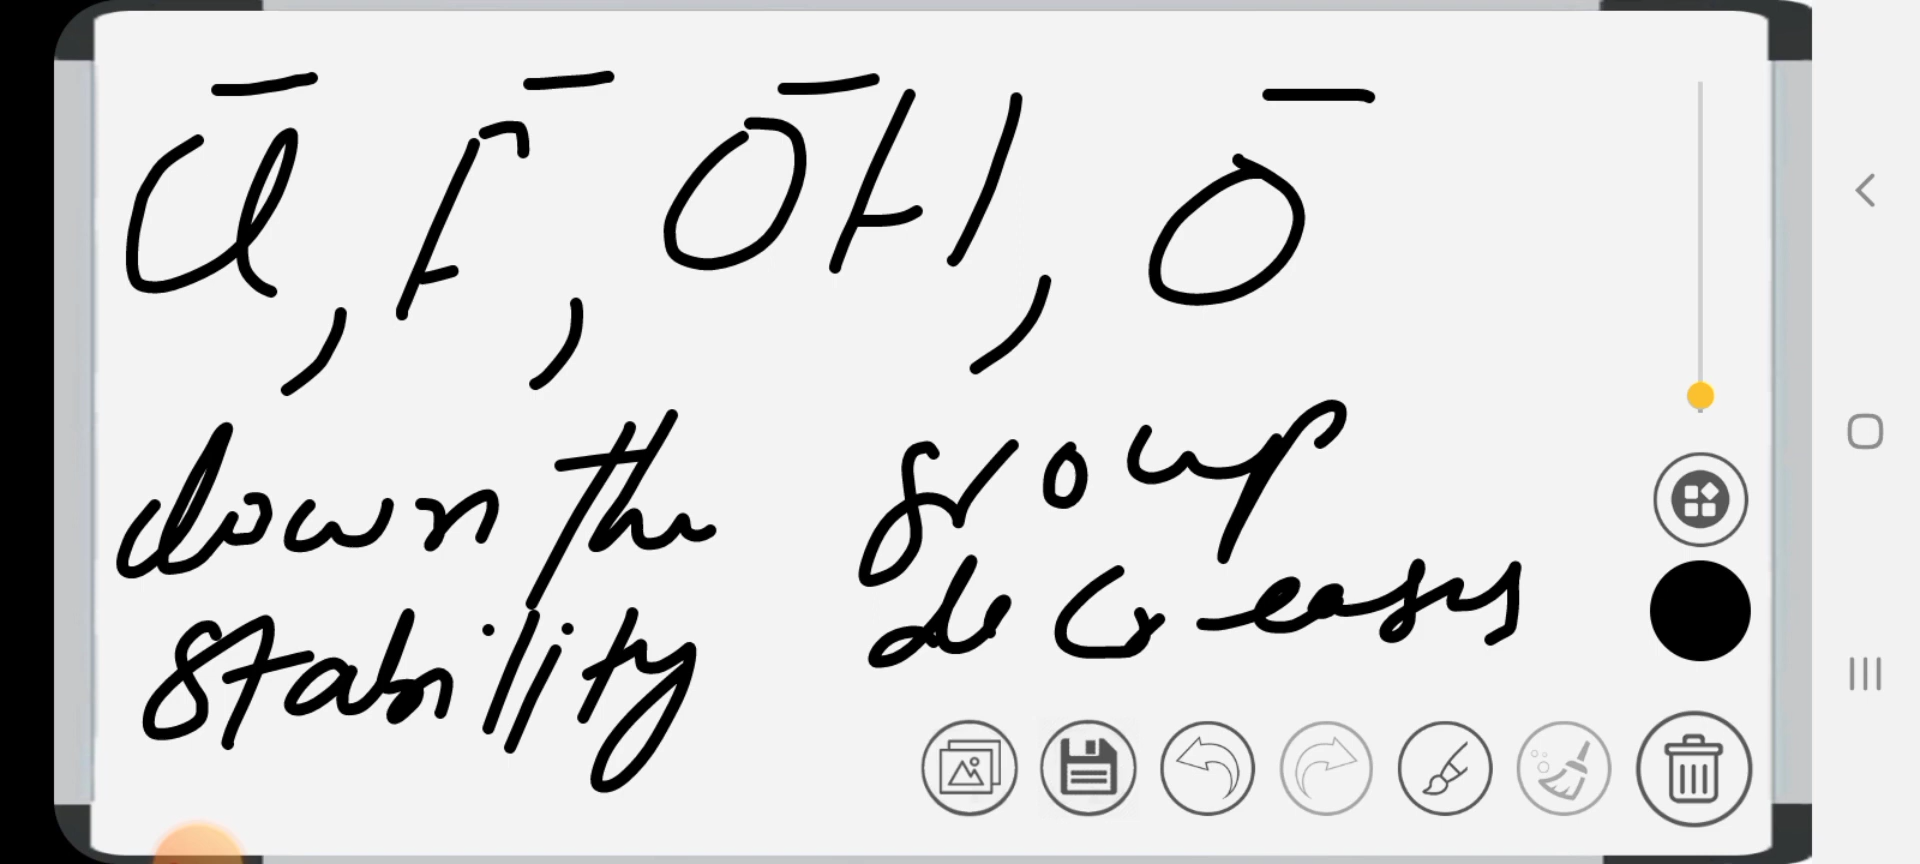 Cl⁻, F⁻, OH⁻, O⁻
down the group
stability decreases